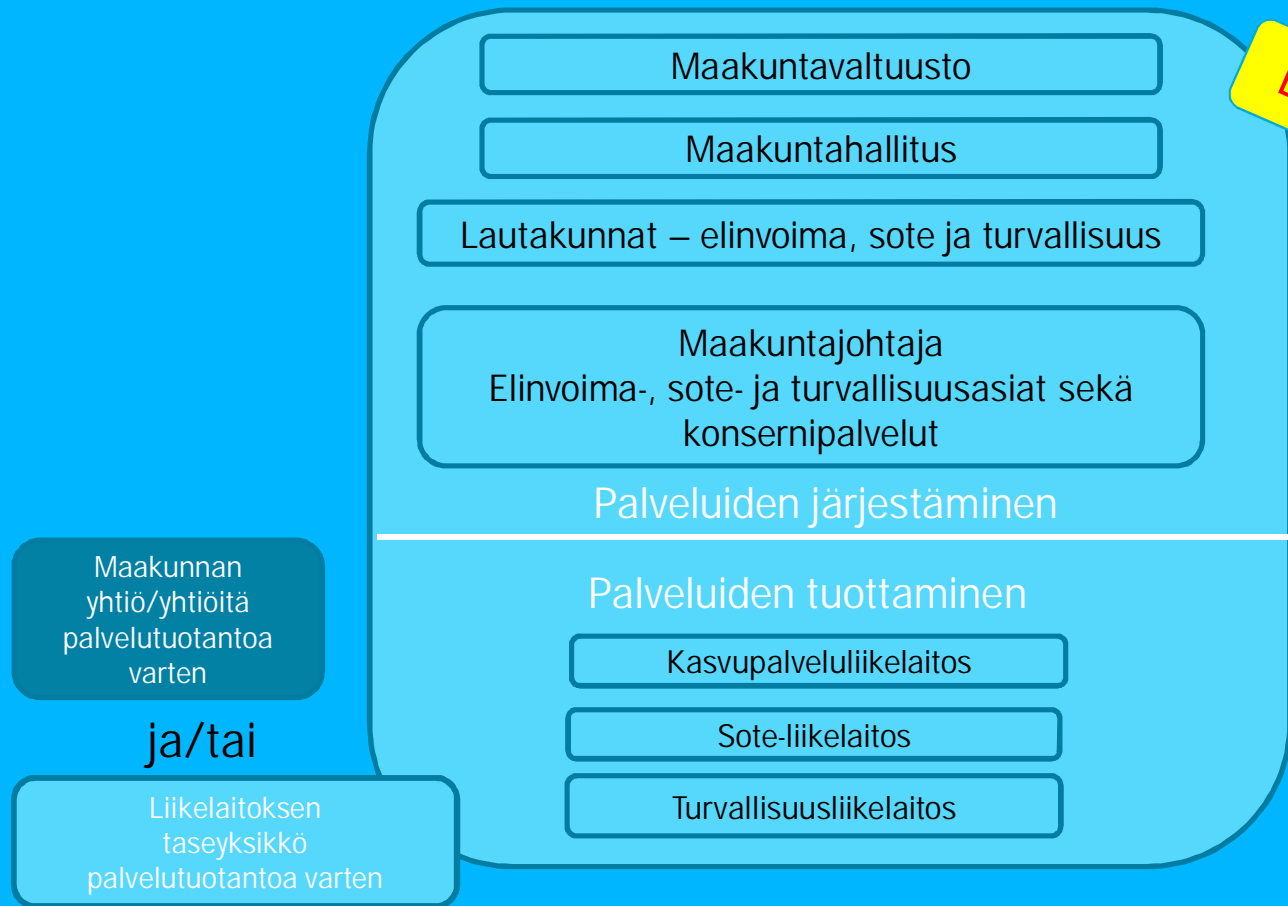 Maakuntavaltuusto
Maakuntahallitus
Lautakunnat – elinvoima, sote ja turvallisuus
Maakuntajohtaja
Elinvoima-, sote- ja turvallisuusasiat sekä
konsernipalvelut
Palveluiden järjestäminen
Palveluiden tuottaminen
Kasvupalveluliikelaitos
Sote-liikelaitos
Turvallisuusliikelaitos
Maakunnan
yhtiö/yhtiöitä
palvelutuotantoa
varten
ja/tai
Liikelaitoksen
taseyksikkö
palvelutuotantoa varten